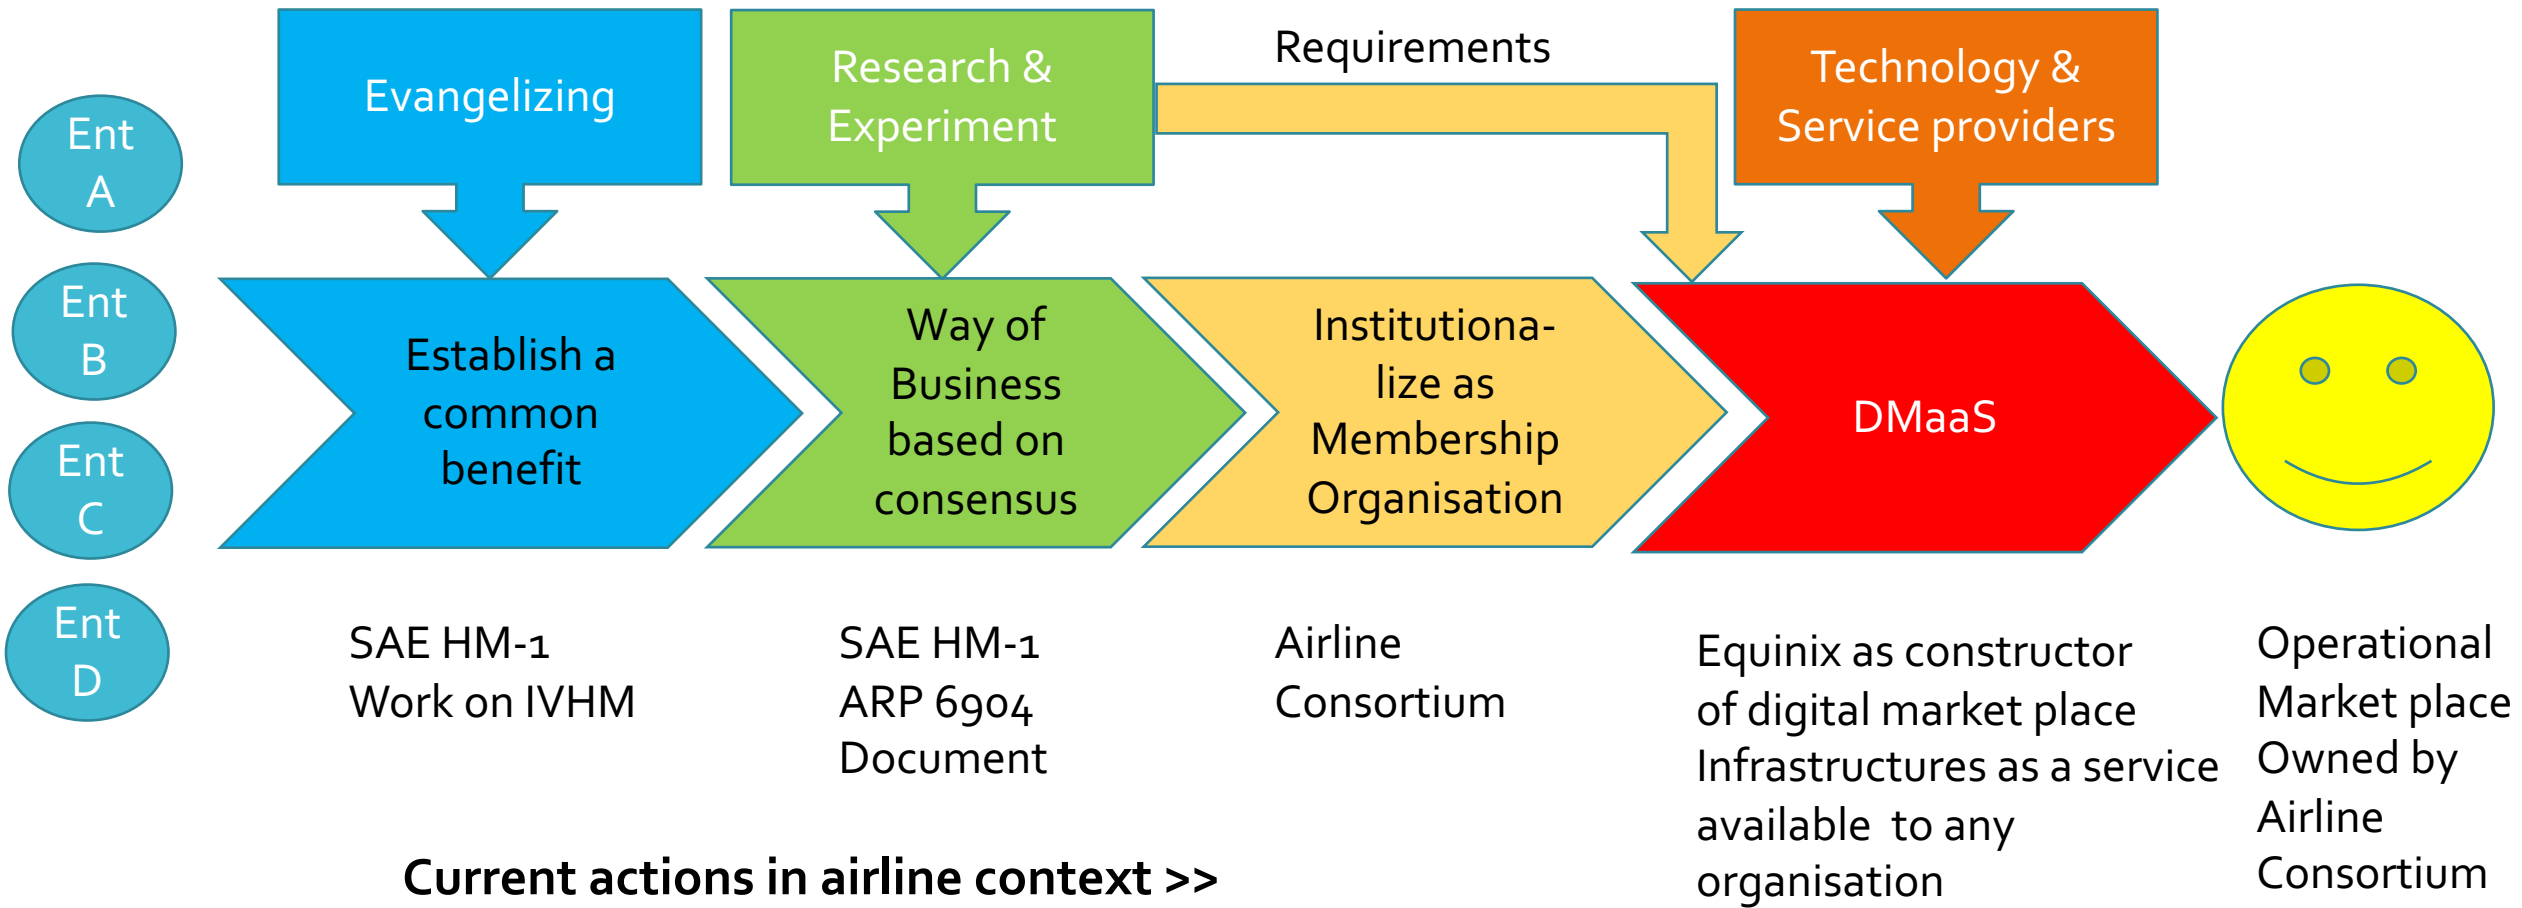 Ent
A
Ent
B
Ent
C
Ent
D
Evangelizing
Research &
Experiment
Requirements
Technology &
Service providers
Establish a
common
benefit
Way of
Business
based on
consensus
Institutiona-
lize as
Membership
Organisation
DMaaS
SAE HM-1
Work on IVHM
SAE HM-1
ARP 6904
Document
Airline
Consortium
Equinix as constructor
of digital market place
Infrastructures as a service
available to any
organisation
Operational
Market place
Owned by
Airline
Consortium
Current actions in airline context >>